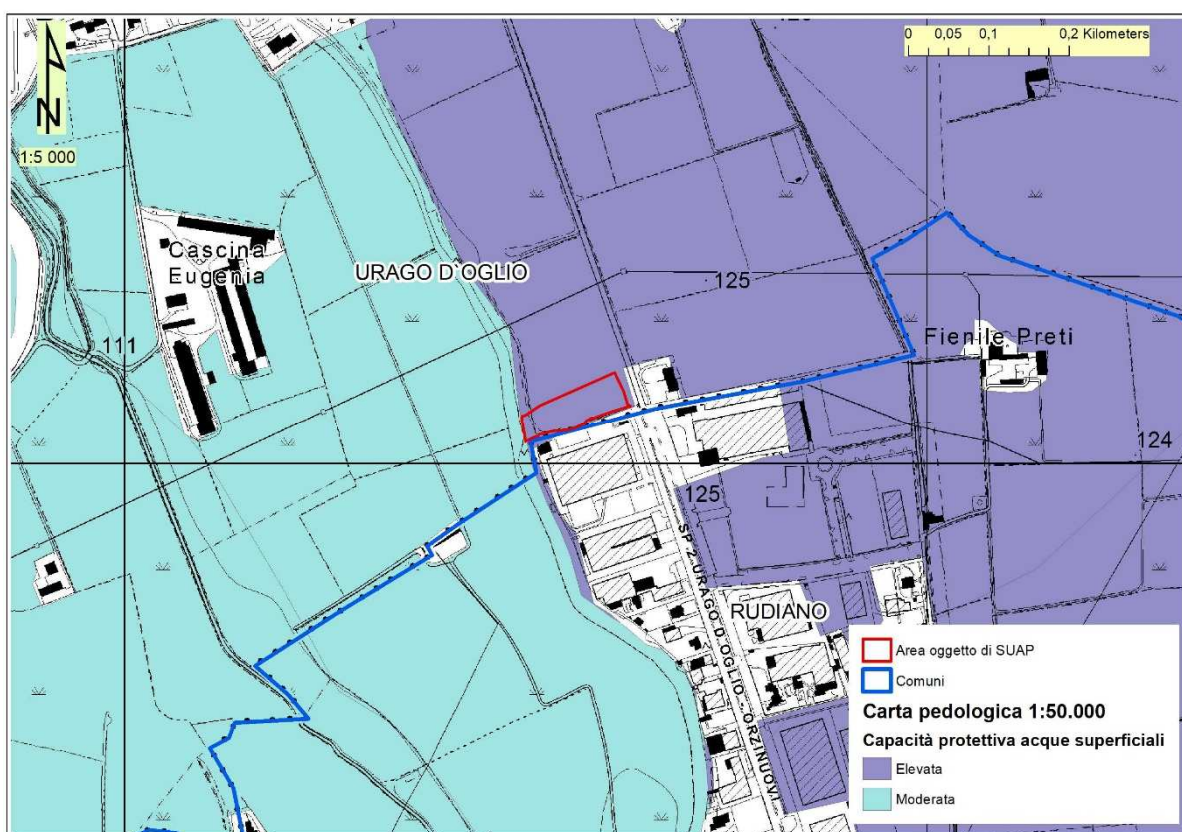 0 0,05 0,1 0,2 Kilometers
N
1:5 000
Cascina
Eugenia
URAGO D`OGLIO
125
111
Fienile Preti
124
125
SP 2 URAGO D'OGLIO - ORZINUOVI
RUDIANO
Area oggetto di SUAP
Comuni
Carta pedologica 1:50.000
Capacità protettiva acque superficiali
Elevata
Moderata